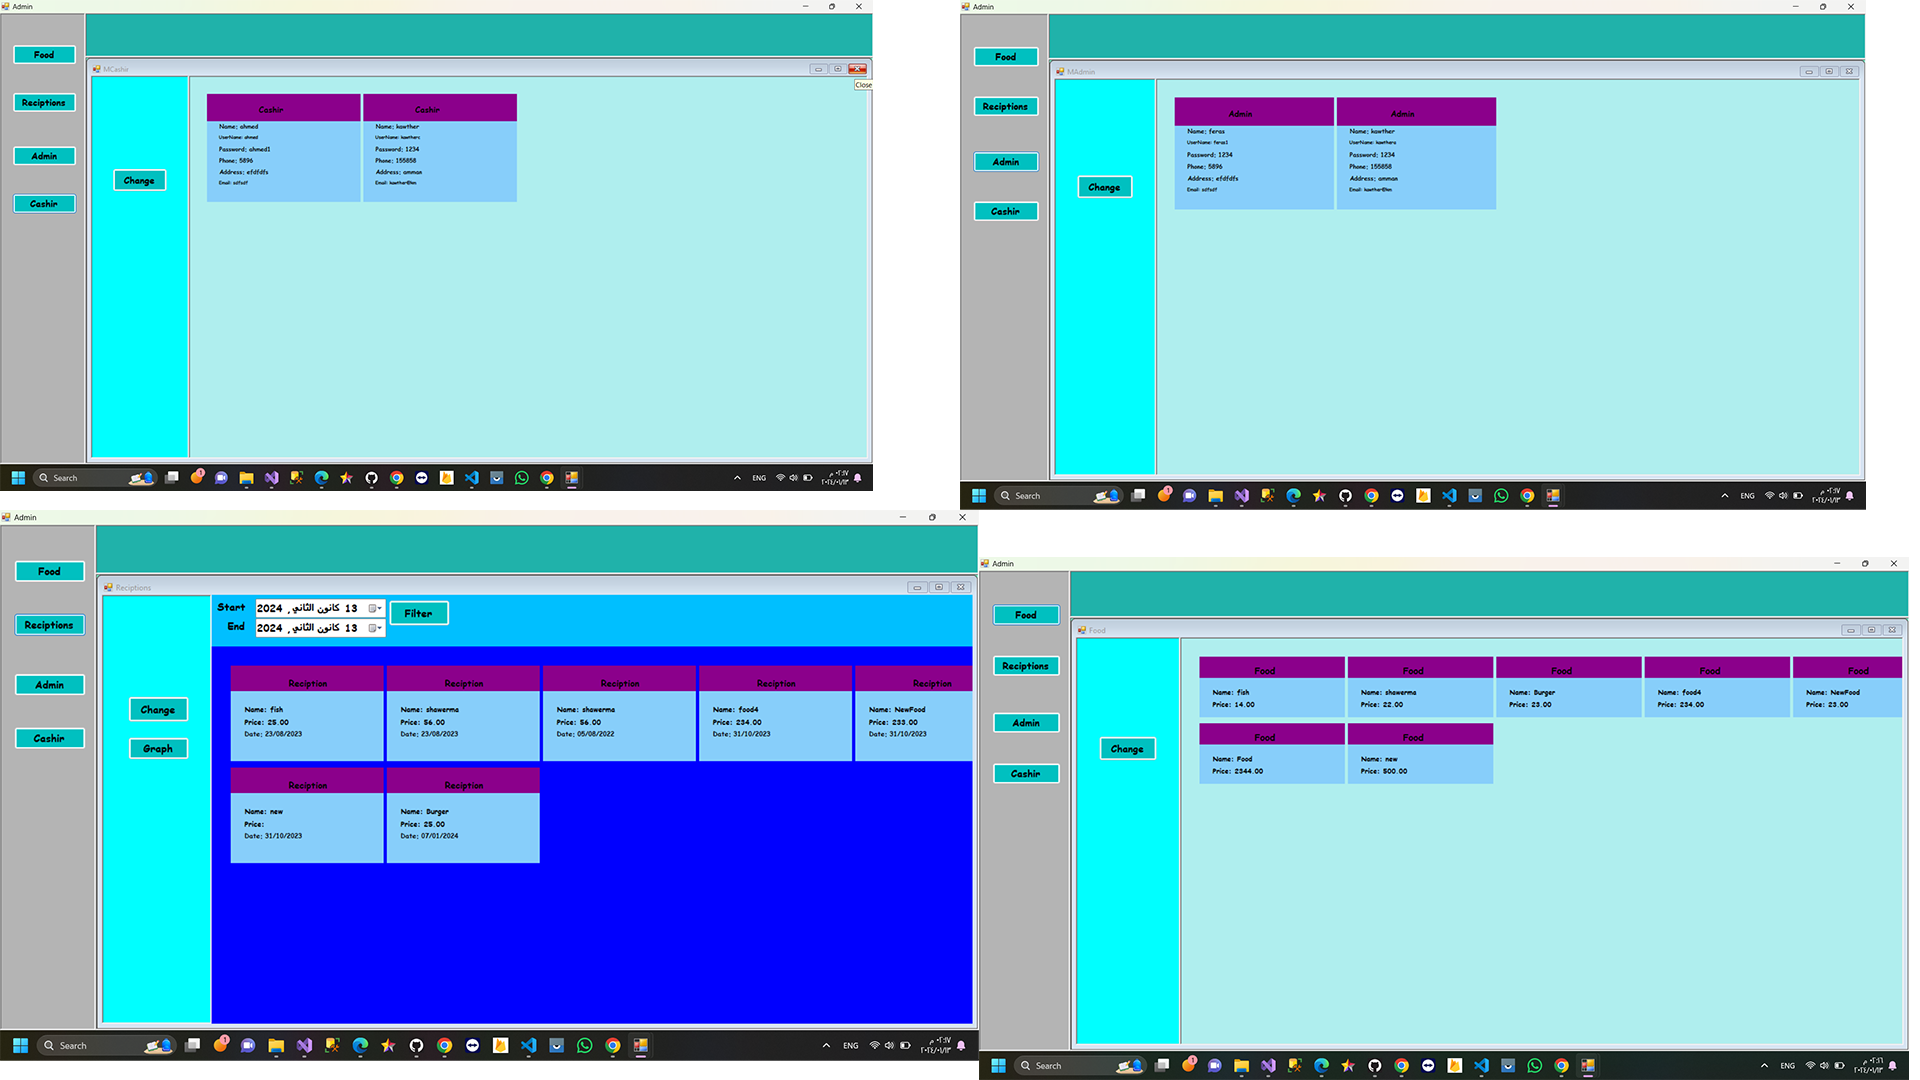 Admin
Food
Reciptions
Admin
Cashir
MCashir
Close
Change
Cashir
Name; ahmed
UserName: ahmed
Password; ahmed1
Phone; 5896
Address; efdfdfs
Email: sdfsdf
Cashir
Name; kawther
UserName: kawtherc
Password; 1234
Phone; 155858
Address; amman
Search
ENG
Admin
Food
Reciptions
Admin
Cashir
MAdmin
Change
Admin
Name; feras
UserName: feras1
Password; 1234
Phone; 5896
Address; efdfdfs
Email: sdfsdf
Admin
Name; kawther
Password; 1234
Phone; 155858
Address; amman
Search
ENG
Admin
Food
Reciptions
Admin
Cashir
Reciptions
Change
Graph
Start
13 كانون الثاني, 2024
End
13 كانون الثاني, 2024
Filter
Reciption
Name: fish
Price: 25.00
Date; 23/08/2023
Reciption
Name: shawerma
Price: 56.00
Date; 23/08/2023
Reciption
Name: shawerma
Price: 56.00
Date; 05/08/2022
Reciption
Name: food4
Price: 234.00
Date; 31/10/2023
Reciption
Name: NewFood
Price: 233.00
Date; 31/10/2023
Reciption
Name: new
Price:
Date; 31/10/2023
Reciption
Name: Burger
Price: 25.00
Date; 07/01/2024
Search
ENG
Admin
Food
Reciptions
Admin
Cashir
Food
Change
Food
Name: fish
Price: 14.00
Food
Name: shawerma
Price: 22.00
Food
Name: Burger
Price: 23.00
Food
Name: food4
Price: 234.00
Food
Name: NewFood
Price: 23.00
Food
Name: Food
Price: 2344.00
Food
Name: new
Price: 500.00
Search
ENG